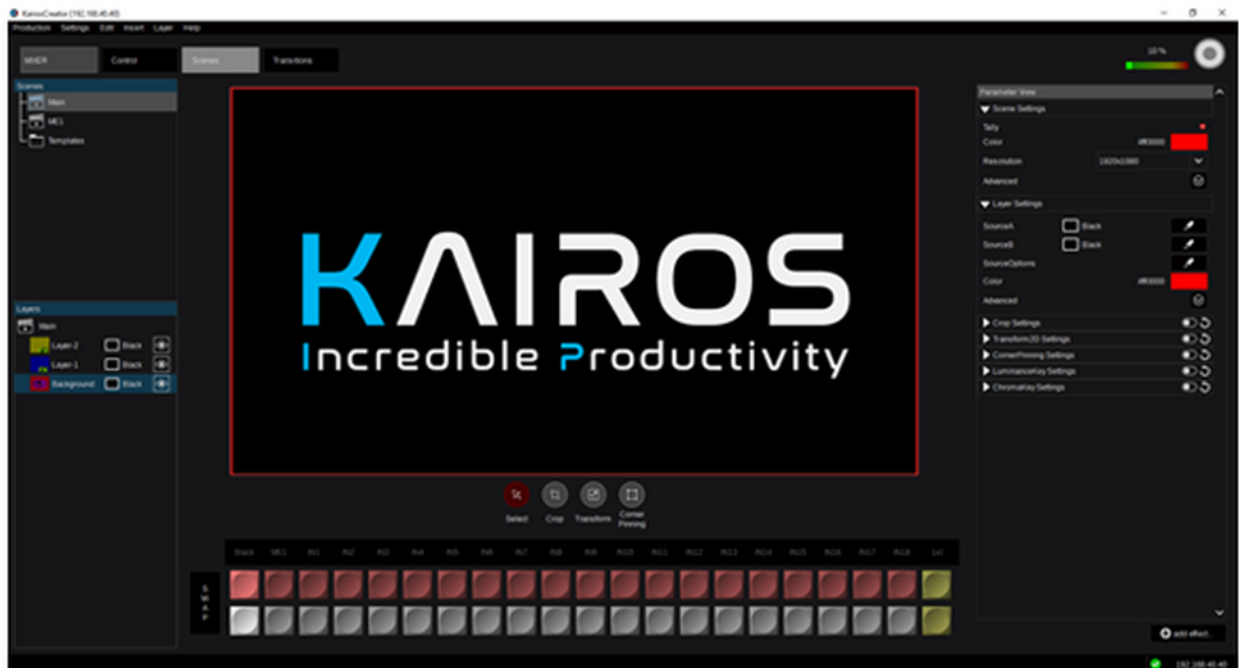 KairosCreator [192.168.40.40]
Production Settings Edit Insert Layer Help
MIXER Control Scenes Transitions
10 %
Scenes
Main
ME1
Templates
KAIROS
Incredible Productivity
Parameter View
Scene Settings
Tally
Color #ff0000
Resolution 1920x1080
Advanced
Layer Settings
SourceA Black
SourceB Black
SourceOptions
Color #ff0000
Advanced
Crop Settings
Transform2D Settings
CornerPinning Settings
LuminanceKey Settings
ChromaKey Settings
Layers
Main
Layer-2 Black
Layer-1 FX Black
Background Black
Select Crop Transform Corner
Pinning
Black ME1 IN1 IN2 IN3 IN4 IN5 IN6 IN7 IN8 IN9 IN10 IN11 IN12 IN13 IN14 IN15 IN16 IN17 IN18 1st
SWAP
add effect...
192.168.40.40